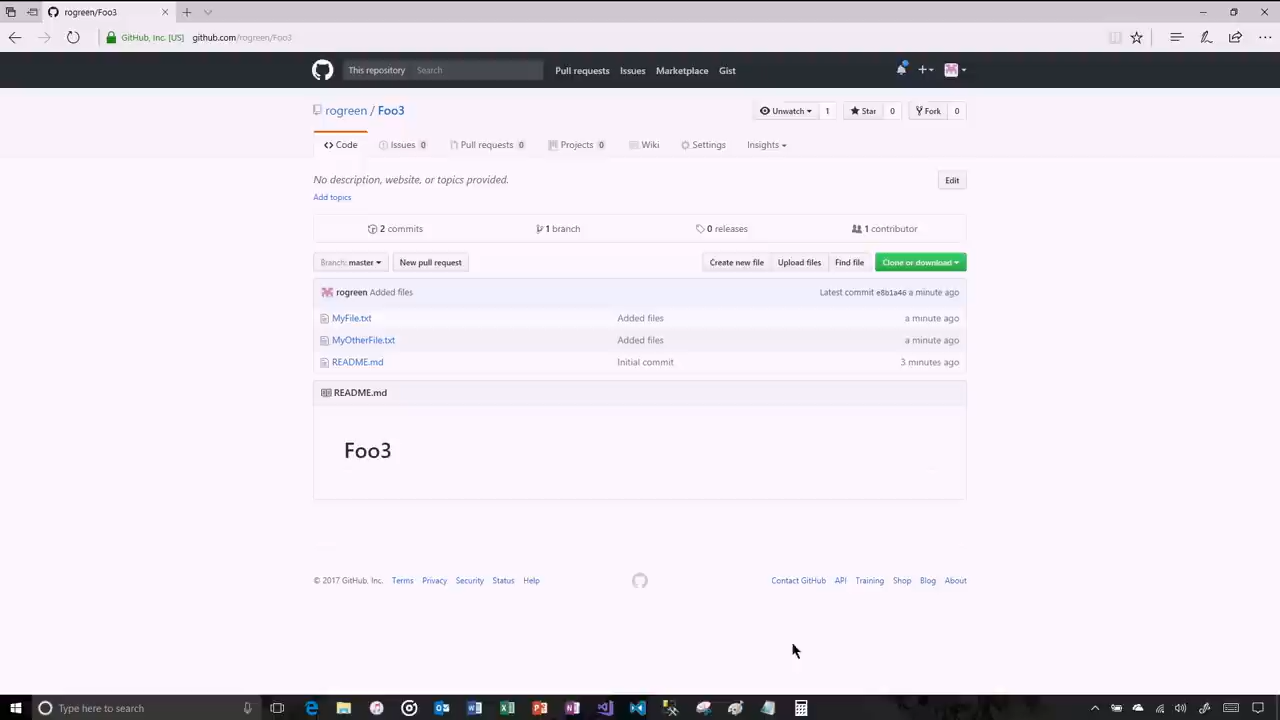 rogreen/Foo3
GitHub, Inc. [US] github.com/rogreen/Foo3
This repository Search Pull requests Issues Marketplace Gist
rogreen / Foo3 Unwatch 1 Star 0 Fork 0
Code Issues 0 Pull requests 0 Projects 0 Wiki Settings Insights
No description, website, or topics provided. Edit
Add topics
2 commits 1 branch 0 releases 1 contributor
Branch: master New pull request Create new file Upload files Find file Clone or download
rogreen Added files Latest commit e8b1a46 a minute ago
MyFile.txt Added files a minute ago
MyOtherFile.txt Added files a minute ago
README.md Initial commit 3 minutes ago
README.md
Foo3
© 2017 GitHub, Inc. Terms Privacy Security Status Help Contact GitHub API Training Shop Blog About
Type here to search